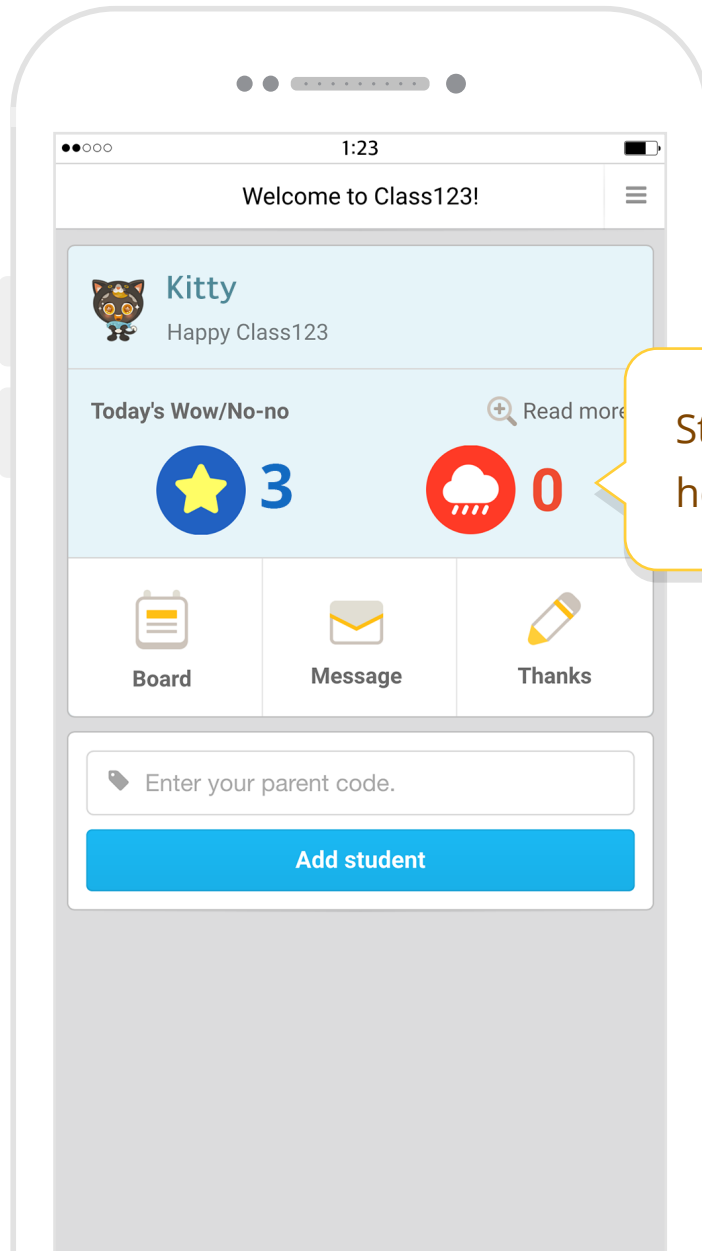 1:23
Welcome to Class123!
Kitty
Happy Class123
Today's Wow/No-no
Read more
3
0
Board
Message
Thanks
Enter your parent code.
Add student